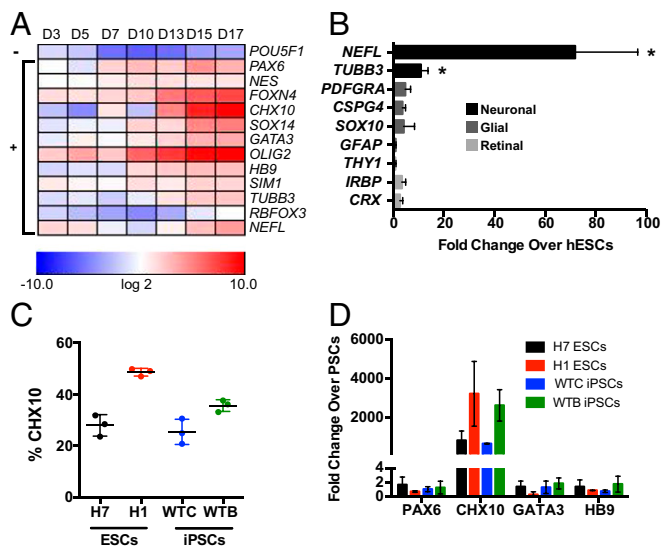 A
D3 D5 D7 D10 D13 D15 D17
- POU5F1
+
PAX6
NES
FOXN4
CHX10
SOX14
GATA3
OLIG2
HB9
SIM1
TUBB3
RBFOX3
NEFL
-10.0 log 2 10.0
B
NEFL
TUBB3
PDFGRA
CSPG4
SOX10
GFAP
THY1
IRBP
CRX
*
*
Neuronal
Glial
Retinal
0 20 40 60 80 100
Fold Change Over hESCs
C
% CHX10
60
40
20
0
H7 H1 WTC WTB
ESCs iPSCs
D
Fold Change Over PSCs
6000
4000
2000
2
0
4
H7 ESCs
H1 ESCs
WTC iPSCs
WTB iPSCs
PAX6 CHX10 GATA3 HB9